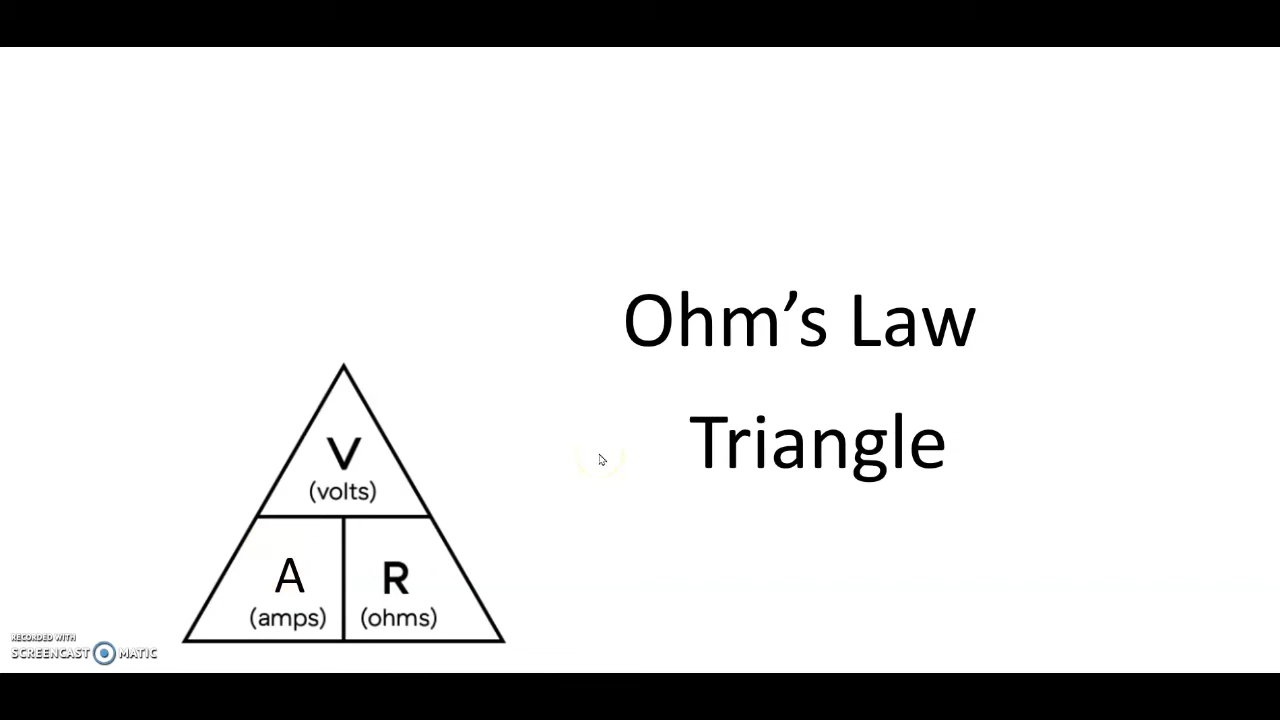 Ohm’s Law
Triangle
V
(volts)
A
(amps)
R
(ohms)
RECORDED WITH
SCREENCAST MATIC